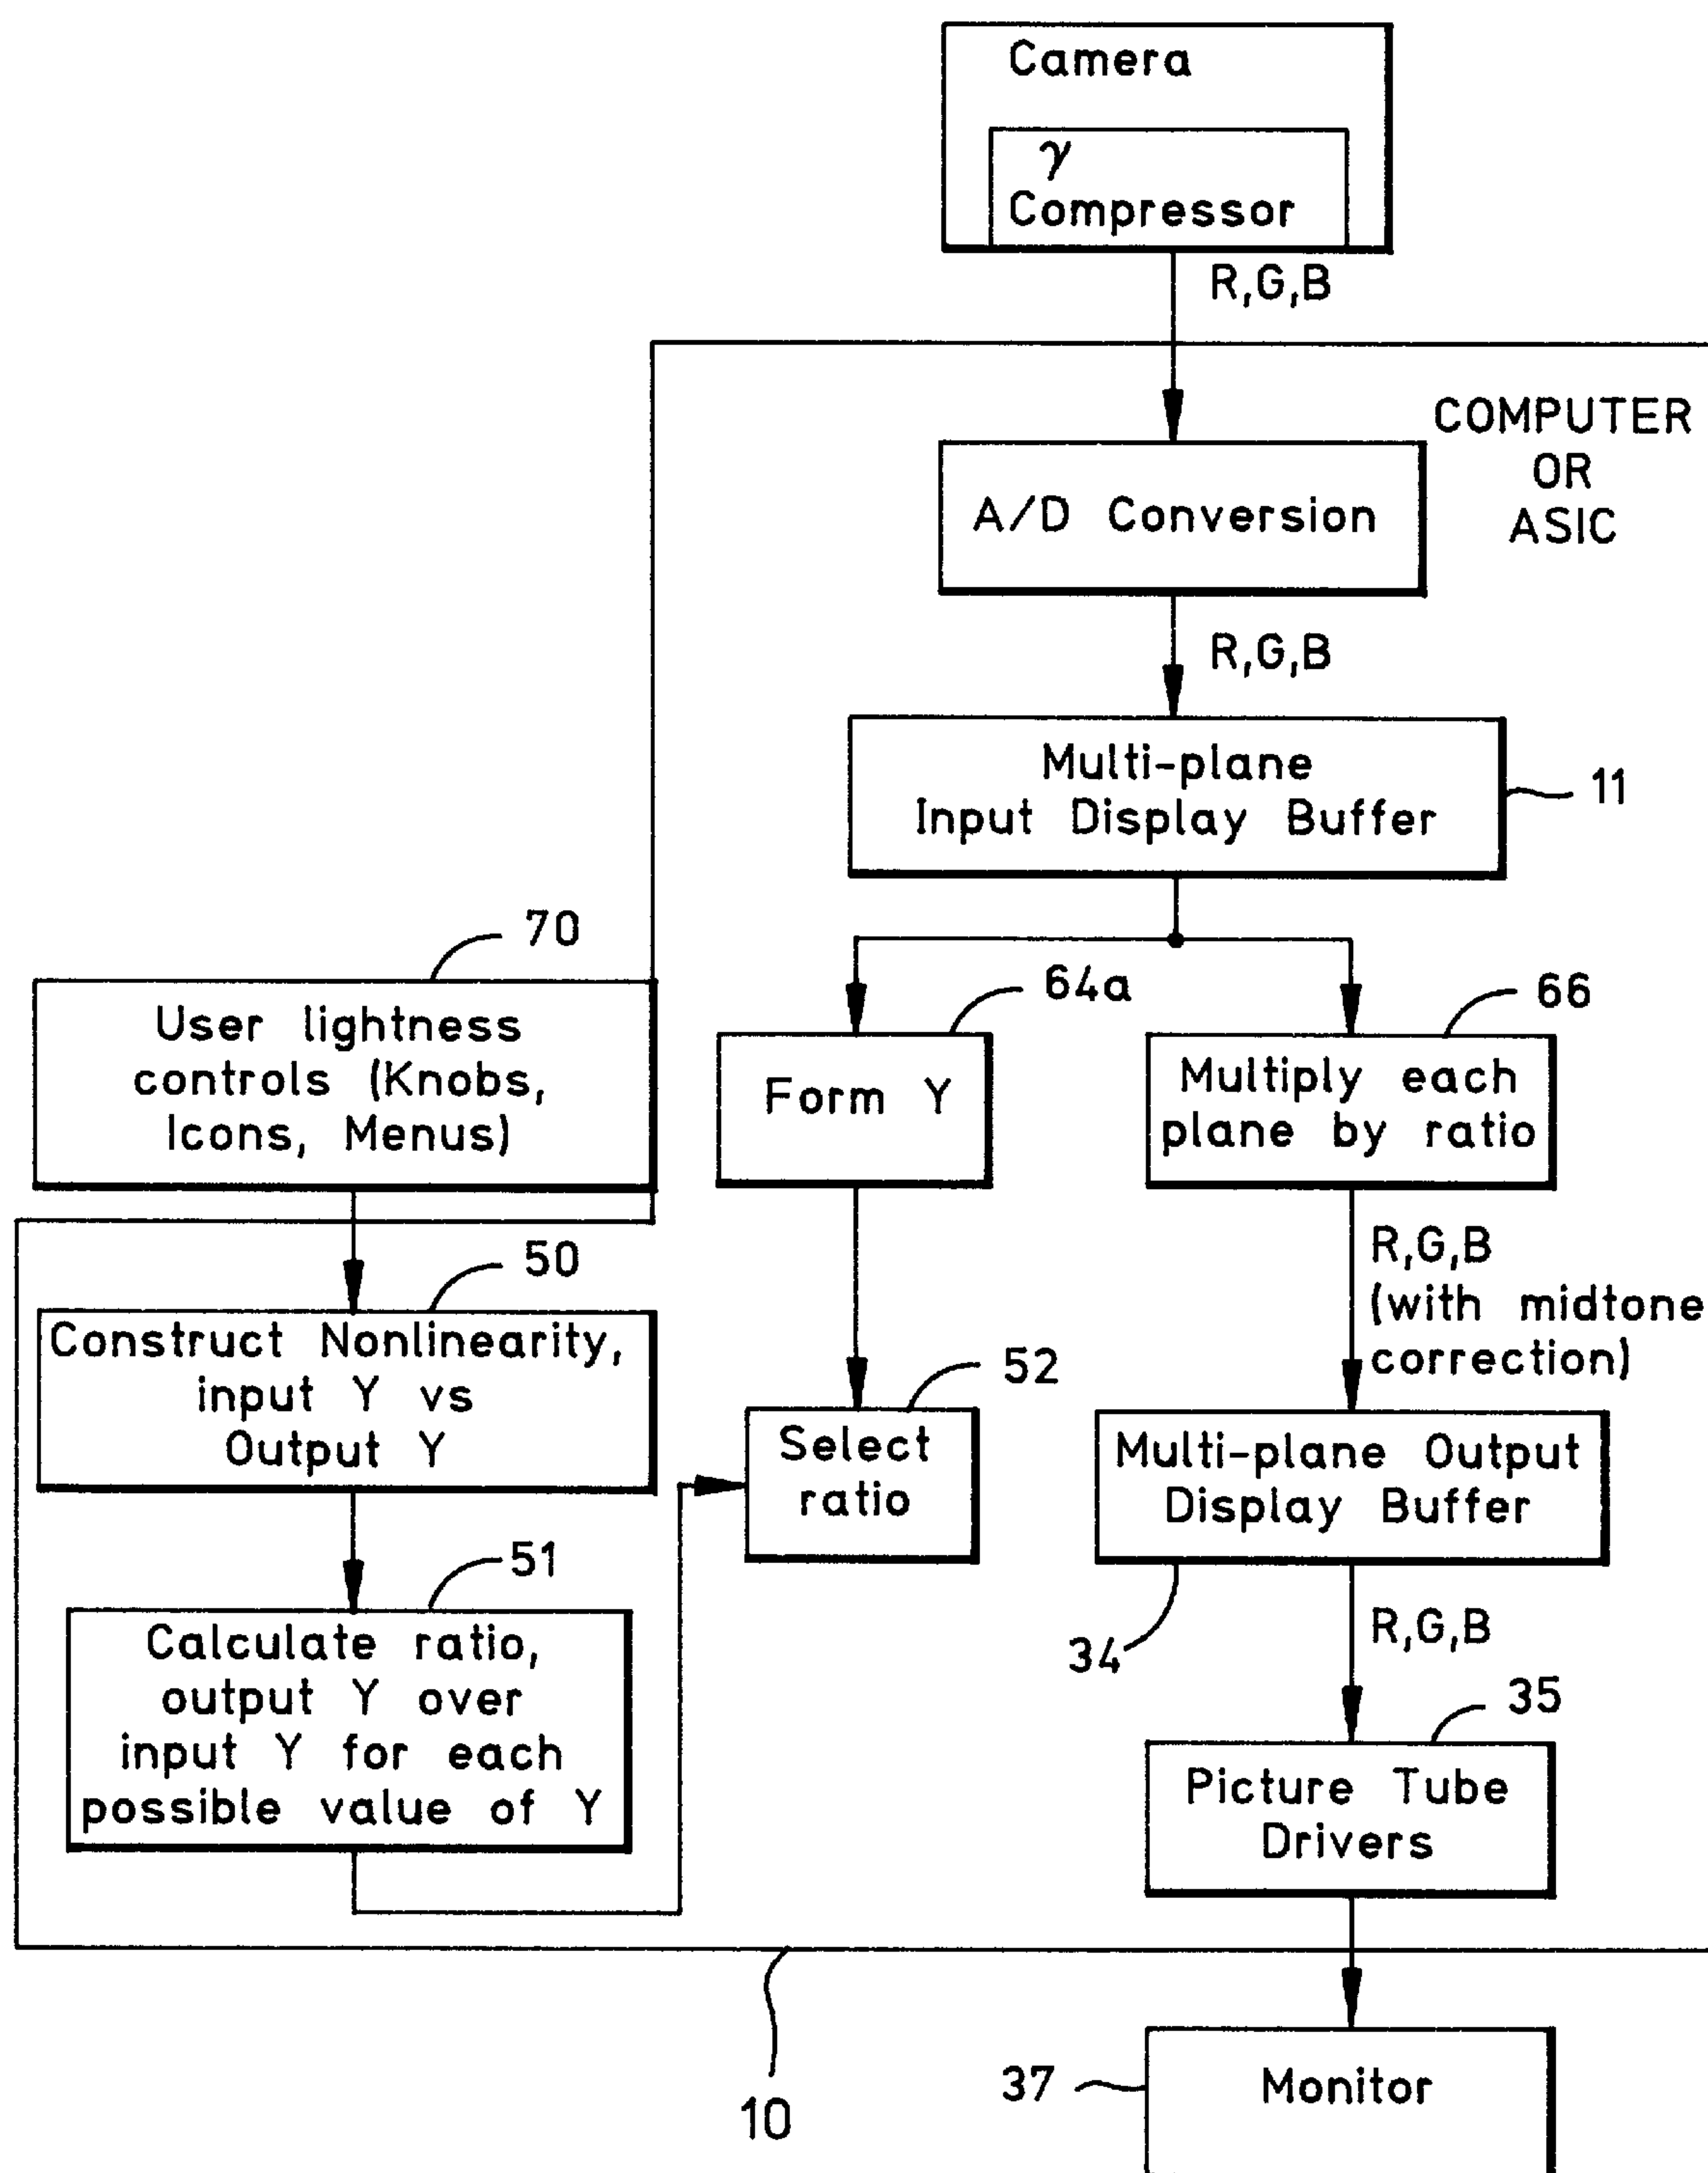 Camera
γ
Compressor
R,G,B
COMPUTER
OR
ASIC
A/D Conversion
R,G,B
Multi-plane
Input Display Buffer
11
70
User lightness
controls (Knobs,
Icons, Menus)
64a
Form Y
66
Multiply each
plane by ratio
R,G,B
(with midtone
correction)
50
Construct Nonlinearity,
input Y vs
Output Y
52
Select
ratio
Multi-plane Output
Display Buffer
34
51
Calculate ratio,
output Y over
input Y for each
possible value of Y
R,G,B
35
Picture Tube
Drivers
10
37
Monitor